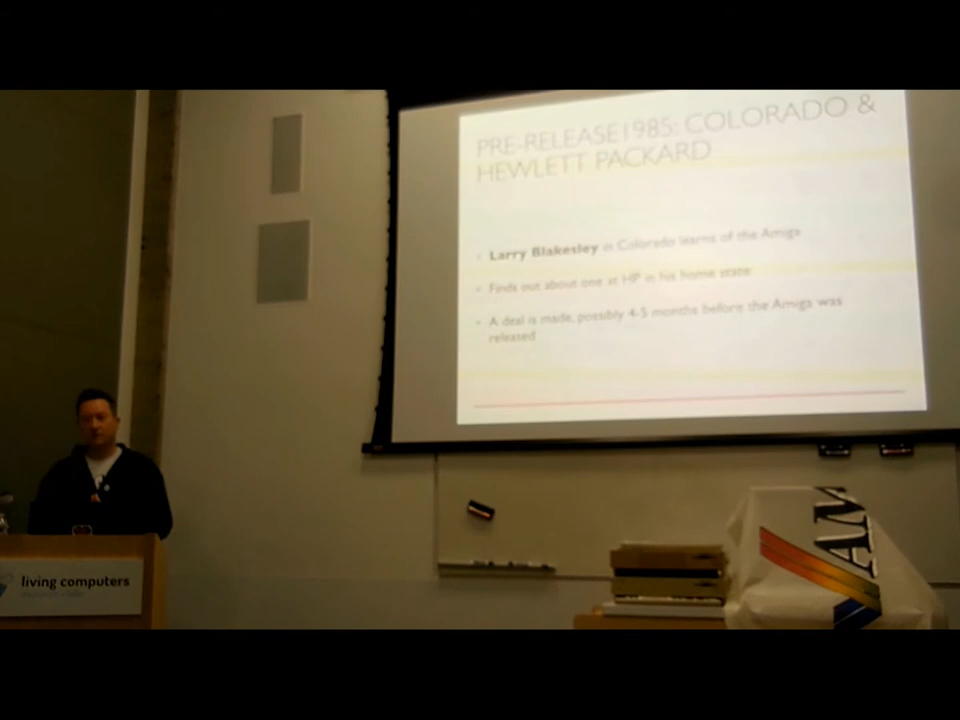 PRE-RELEASE1985: COLORADO &
HEWLETT PACKARD
Larry Blakesley in Colorado learns of the Amiga
Finds out about one at HP in his home state
A deal is made, possibly 4-5 months before the Amiga was
released
living computers
AM